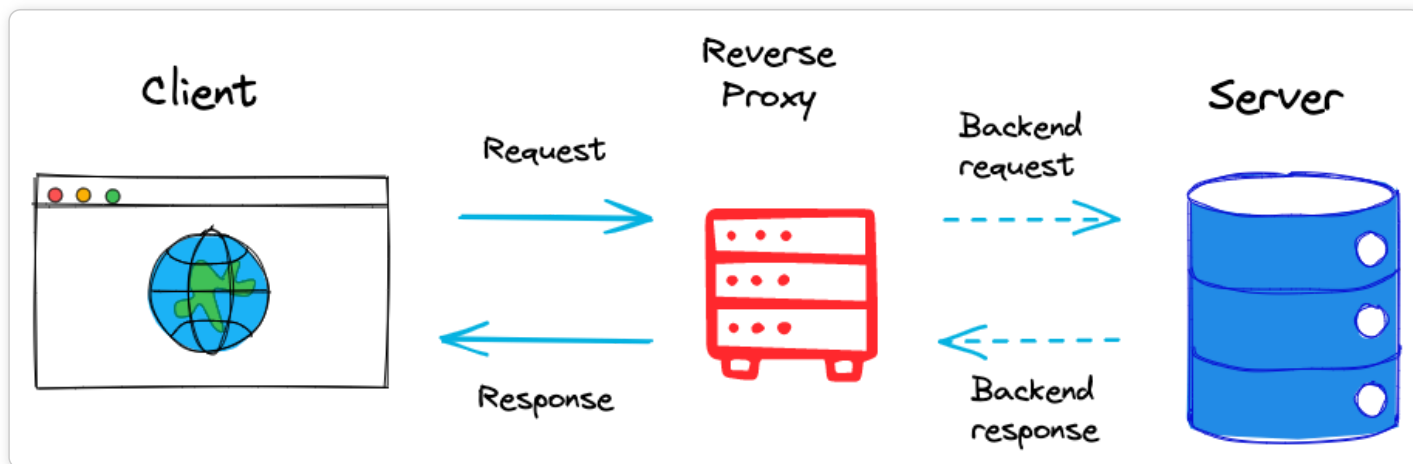 Client
Reverse
Proxy
Server
Request
Backend
request
Response
Backend
response